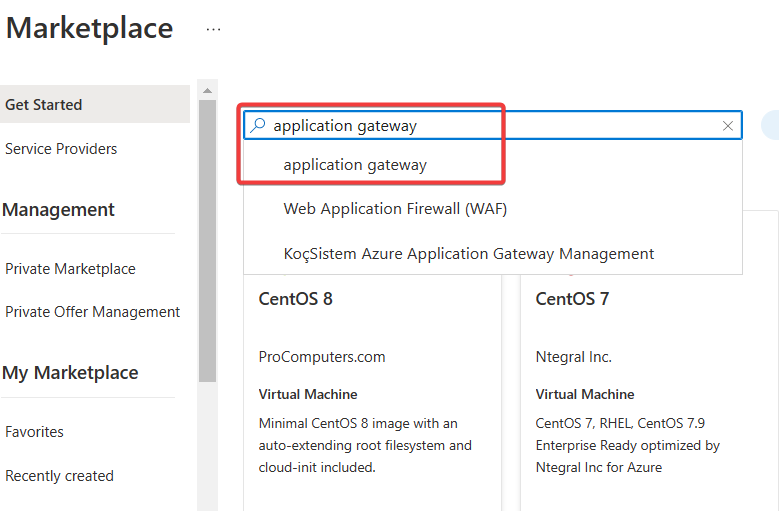 Marketplace ...
Get Started
Service Providers
Management
Private Marketplace
Private Offer Management
My Marketplace
Favorites
Recently created
application gateway
application gateway
Web Application Firewall (WAF)
KoçSistem Azure Application Gateway Management
CentOS 8
ProComputers.com
Virtual Machine
Minimal CentOS 8 image with an
auto-extending root filesystem and
cloud-init included.
CentOS 7
Ntegral Inc.
Virtual Machine
CentOS 7, RHEL, CentOS 7.9
Enterprise Ready optimized by
Ntegral Inc for Azure